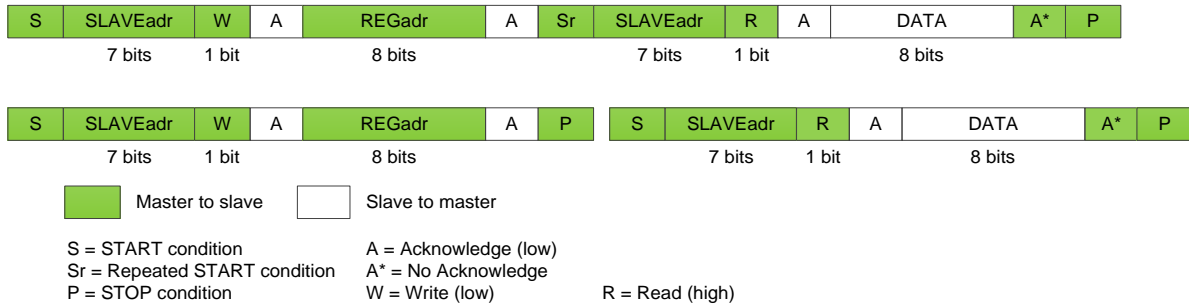 S SLAVEadr W A REGadr A Sr SLAVEadr R A DATA A* P
7 bits 1 bit 8 bits 7 bits 1 bit 8 bits
S SLAVEadr W A REGadr A P S SLAVEadr R A DATA A* P
7 bits 1 bit 8 bits 7 bits 1 bit 8 bits
Master to slave Slave to master
S = START condition A = Acknowledge (low)
Sr = Repeated START condition A* = No Acknowledge
P = STOP condition W = Write (low) R = Read (high)